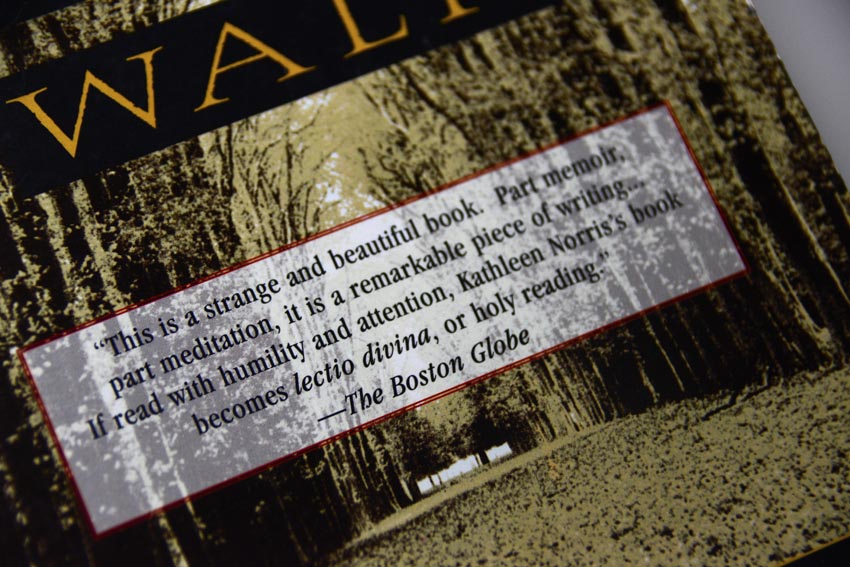 WAL
"This is a strange and beautiful book. Part memoir,
part meditation, it is a remarkable piece of writing...
If read with humility and attention, Kathleen Norris's book
becomes lectio divina, or holy reading."
—The Boston Globe